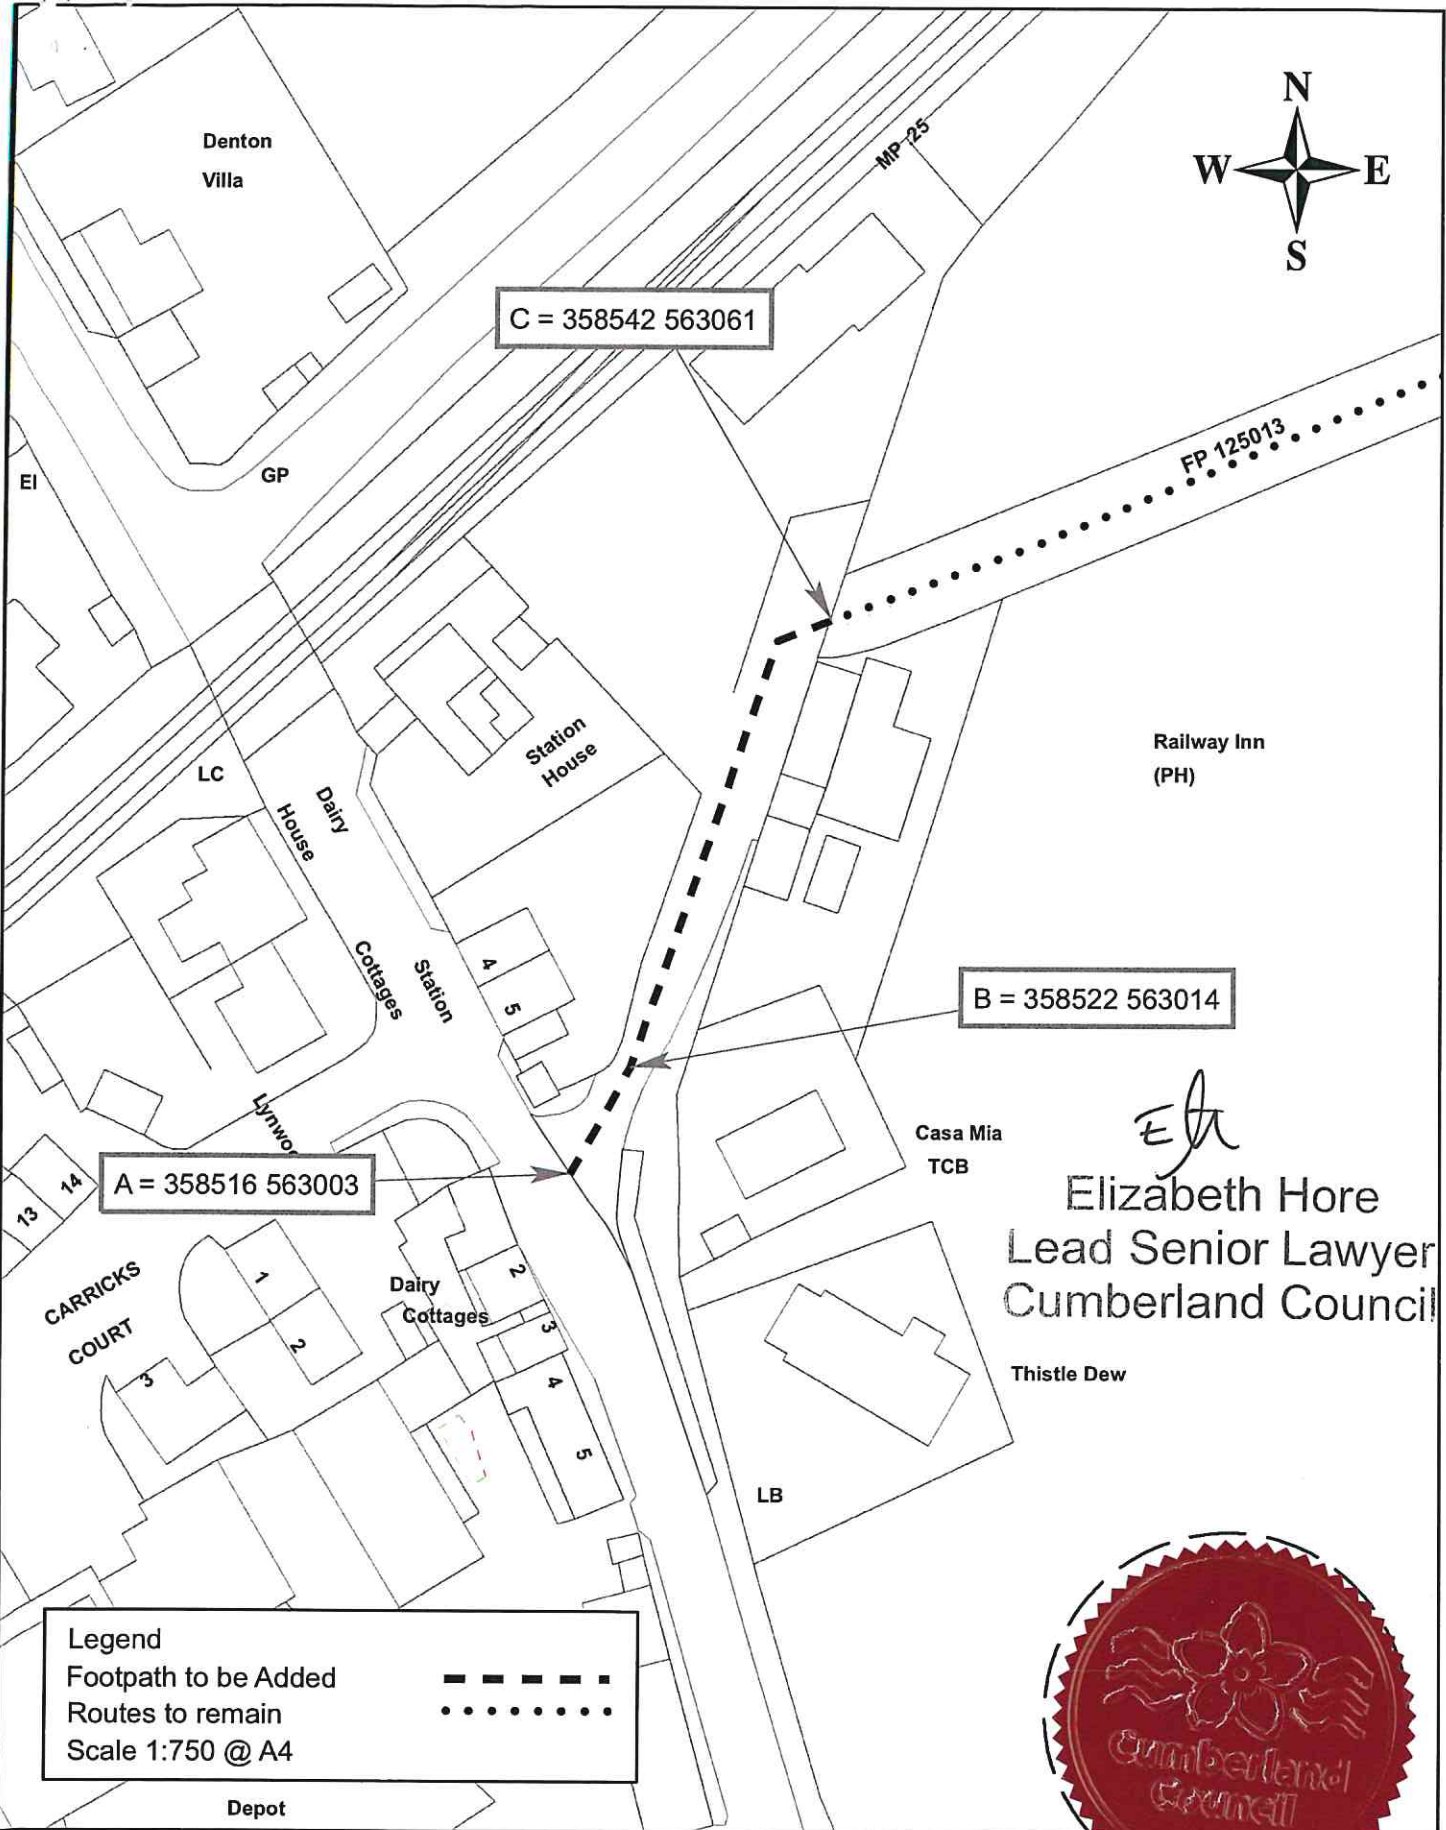 N
W E
S
Denton
Villa
MP .25
C = 358542 563061
FP 125013
EI
GP
Station
House
Railway Inn
(PH)
LC
Dairy
House
Cottages
Station
4
5
B = 358522 563014
Casa Mia
TCB
Elizabeth Hore
Lead Senior Lawyer
Cumberland Council
A = 358516 563003
14
13
CARRICKS
COURT
1
2
3
Dairy
Cottages
2
3
4
5
Thistle Dew
LB
Legend
Footpath to be Added
Routes to remain
Scale 1:750 @ A4
Depot
Cumberland
Council